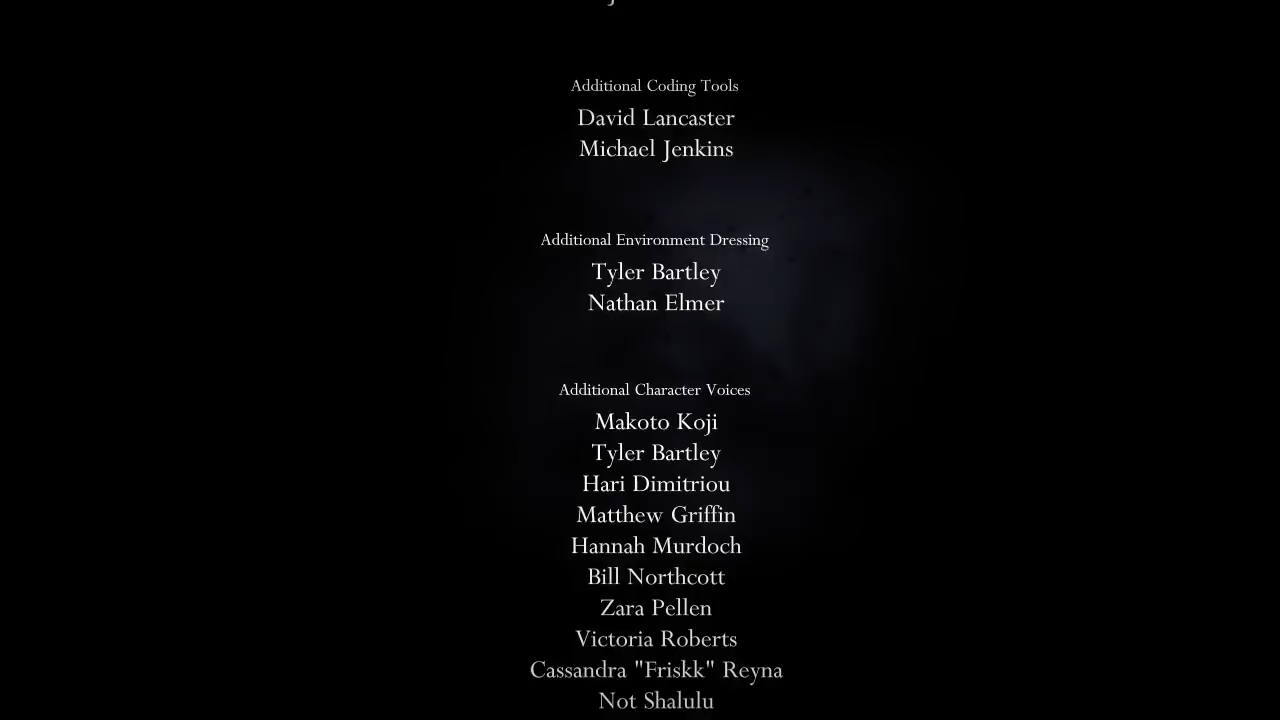 Additional Coding Tools
David Lancaster
Michael Jenkins
Additional Environment Dressing
Tyler Bartley
Nathan Elmer
Additional Character Voices
Makoto Koji
Tyler Bartley
Hari Dimitriou
Matthew Griffin
Hannah Murdoch
Bill Northcott
Zara Pellen
Victoria Roberts
Cassandra "Friskk" Reyna
Not Shalulu